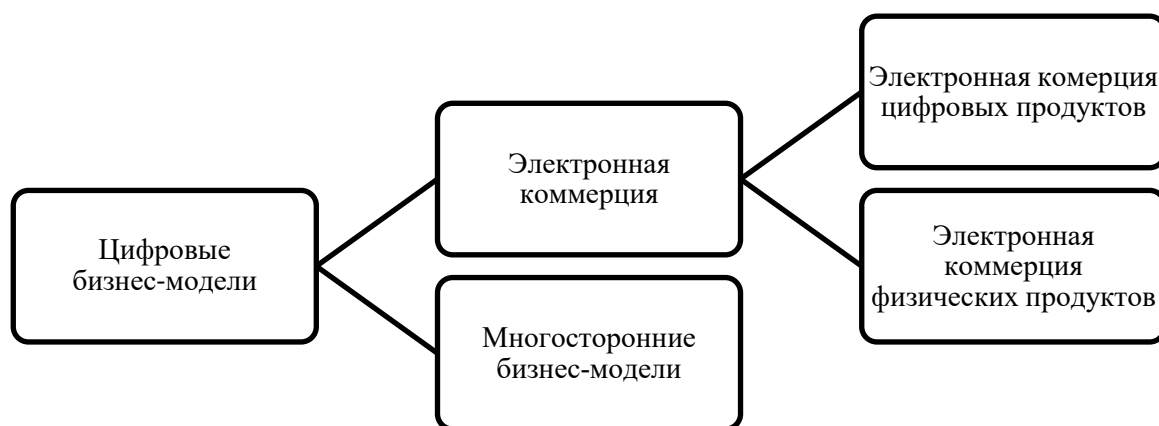 Цифровые
бизнес-модели
Электронная
коммерция
Многосторонние
бизнес-модели
Электронная комерция
цифровых продуктов
Электронная
коммерция
физических продуктов